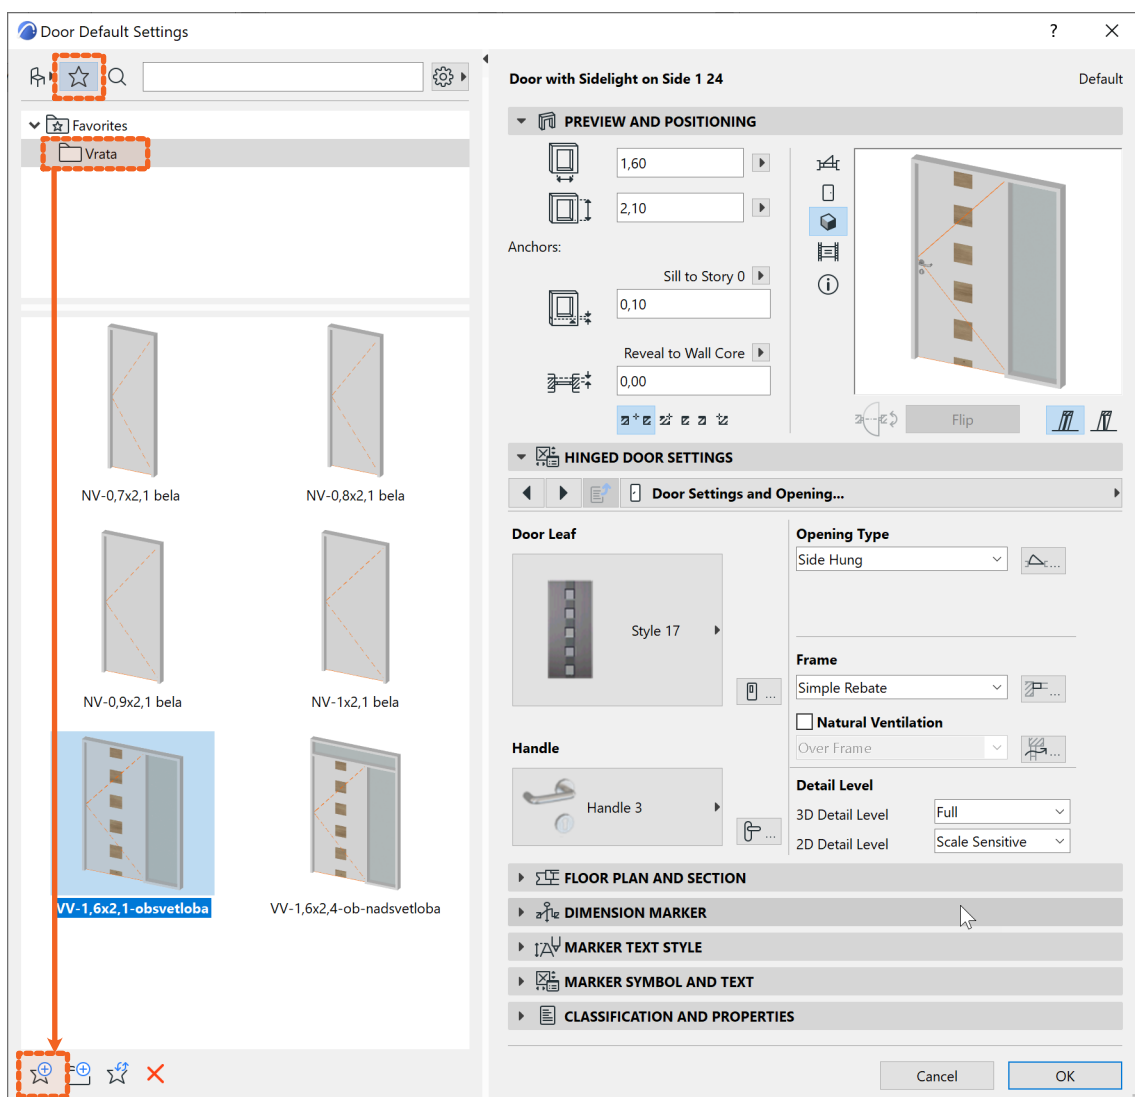 Door Default Settings
?
Door with Sidelight on Side 1 24
Default
Favorites
Vrata
NV-0,7x2,1 bela
NV-0,8x2,1 bela
NV-0,9x2,1 bela
NV-1x2,1 bela
VV-1,6x2,1-obsvetloba
VV-1,6x2,4-ob-nadsvetloba
PREVIEW AND POSITIONING
1,60
2,10
Anchors:
Sill to Story 0
0,10
Reveal to Wall Core
0,00
Flip
HINGED DOOR SETTINGS
Door Settings and Opening...
Door Leaf
Style 17
...
Handle
Handle 3
...
Opening Type
Side Hung
...
Frame
Simple Rebate
...
Natural Ventilation
Over Frame
...
Detail Level
3D Detail Level
Full
2D Detail Level
Scale Sensitive
FLOOR PLAN AND SECTION
DIMENSION MARKER
MARKER TEXT STYLE
MARKER SYMBOL AND TEXT
CLASSIFICATION AND PROPERTIES
Cancel
OK